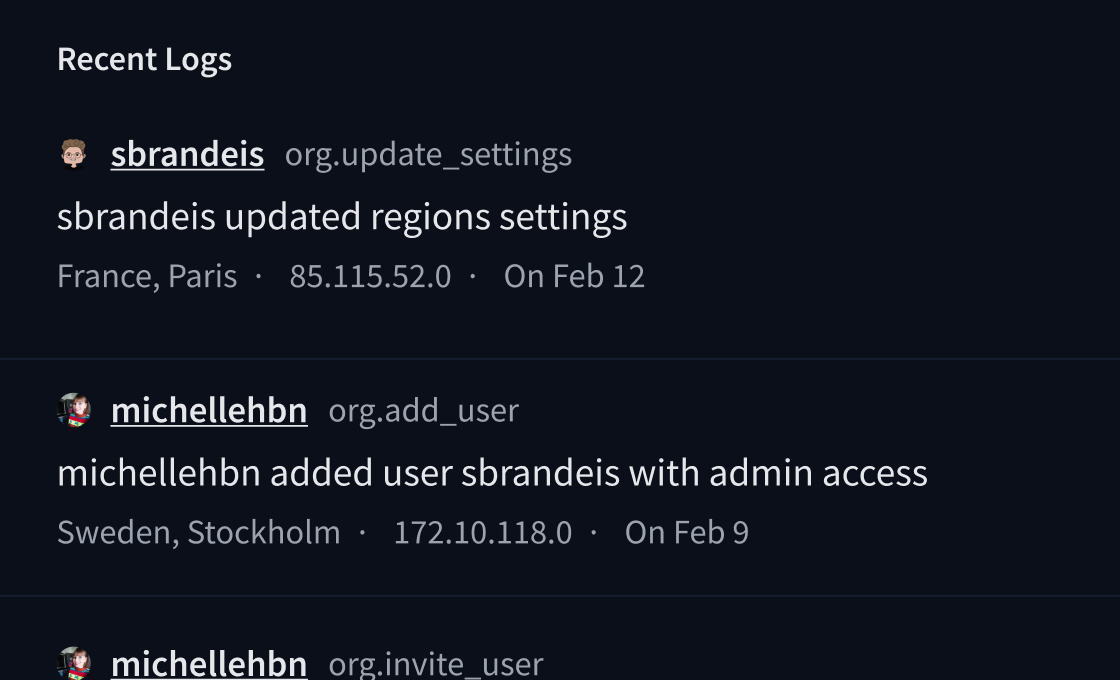 Recent Logs
sbrandeis org.update_settings
sbrandeis updated regions settings
France, Paris · 85.115.52.0 · On Feb 12
michellehbn org.add_user
michellehbn added user sbrandeis with admin access
Sweden, Stockholm · 172.10.118.0 · On Feb 9
michellehbn org.invite_user